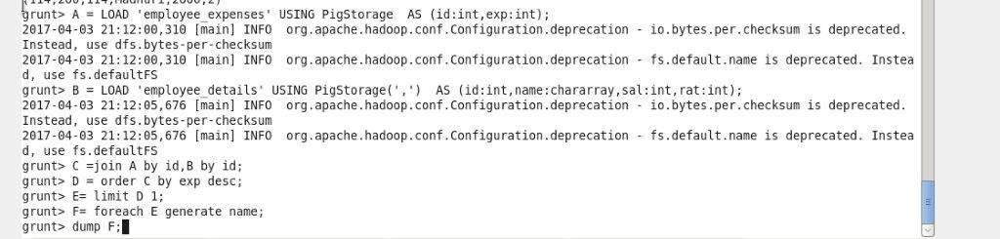 grunt> A = LOAD 'employee_expenses' USING PigStorage  AS (id:int,exp:int);
2017-04-03 21:12:00,310 [main] INFO  org.apache.hadoop.conf.Configuration.deprecation - io.bytes.per.checksum is deprecated.
Instead, use dfs.bytes-per-checksum
2017-04-03 21:12:00,310 [main] INFO  org.apache.hadoop.conf.Configuration.deprecation - fs.default.name is deprecated. Instea
d, use fs.defaultFS
grunt> B = LOAD 'employee_details' USING PigStorage(',')  AS (id:int,name:chararray,sal:int,rat:int);
2017-04-03 21:12:05,676 [main] INFO  org.apache.hadoop.conf.Configuration.deprecation - io.bytes.per.checksum is deprecated.
Instead, use dfs.bytes-per-checksum
2017-04-03 21:12:05,676 [main] INFO  org.apache.hadoop.conf.Configuration.deprecation - fs.default.name is deprecated. Instea
d, use fs.defaultFS
grunt> C =join A by id,B by id;
grunt> D = order C by exp desc;
grunt> E= limit D 1;
grunt> F= foreach E generate name;
grunt> dump F;